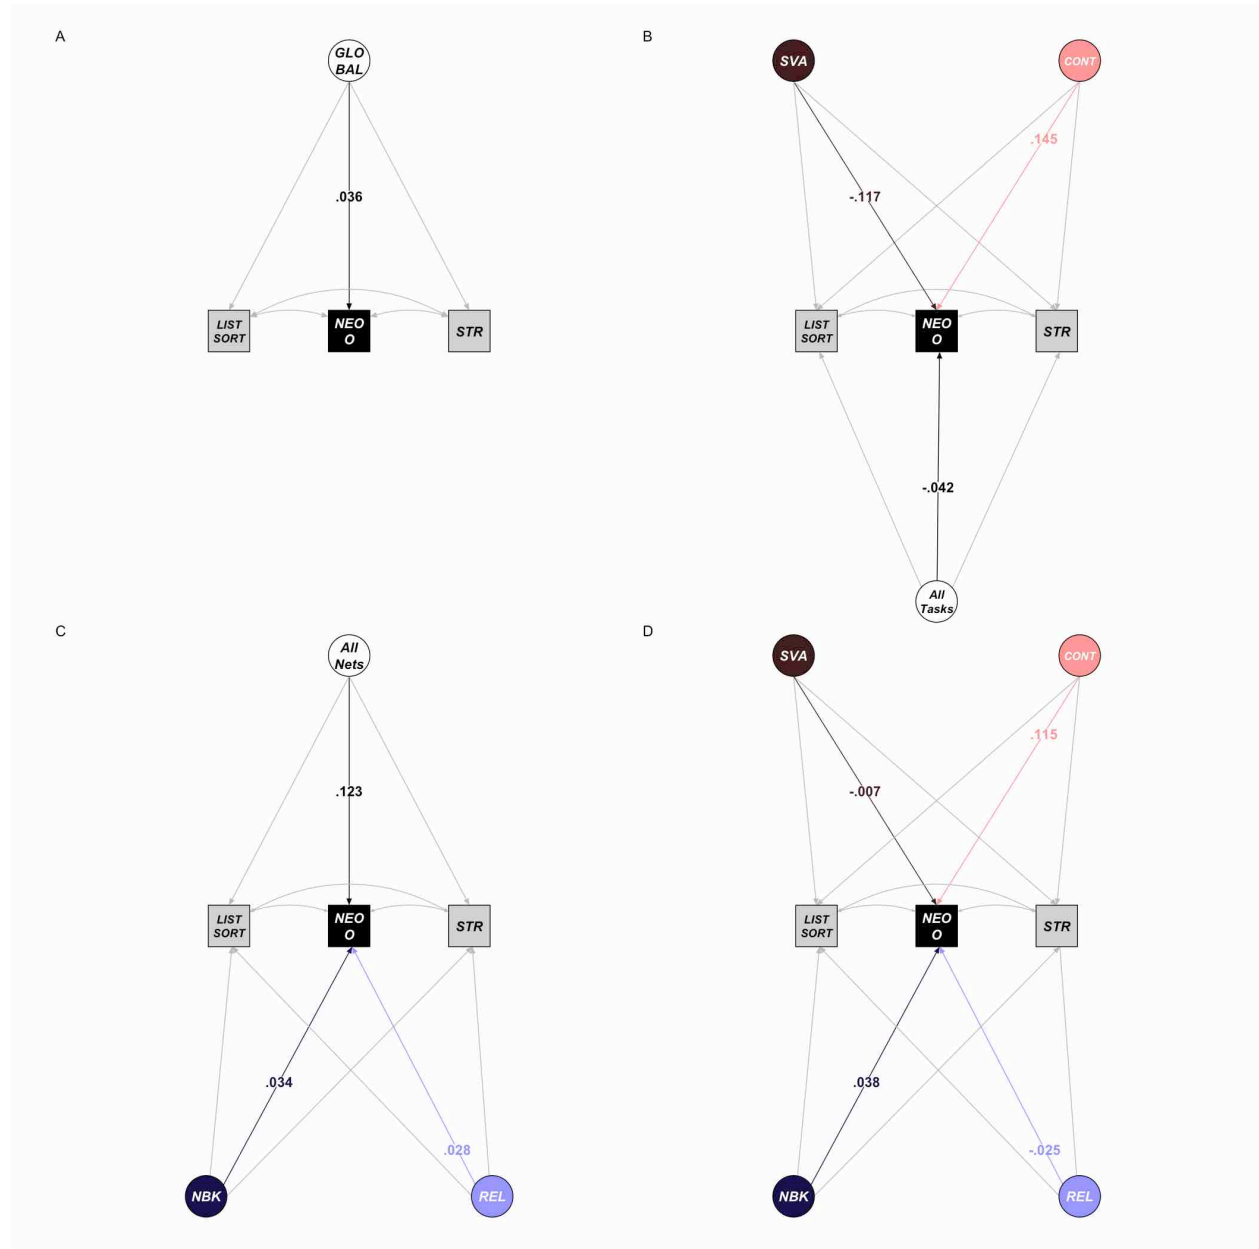 A
GLO
BAL
.036
LIST
SORT
NEO
O
STR
B
SVA
CONT
.145
-.117
LIST
SORT
NEO
O
STR
-.042
All
Tasks
C
All
Nets
.123
LIST
SORT
NEO
O
STR
.034
.028
NBK
REL
D
SVA
CONT
.115
-.007
LIST
SORT
NEO
O
STR
.038
-.025
NBK
REL